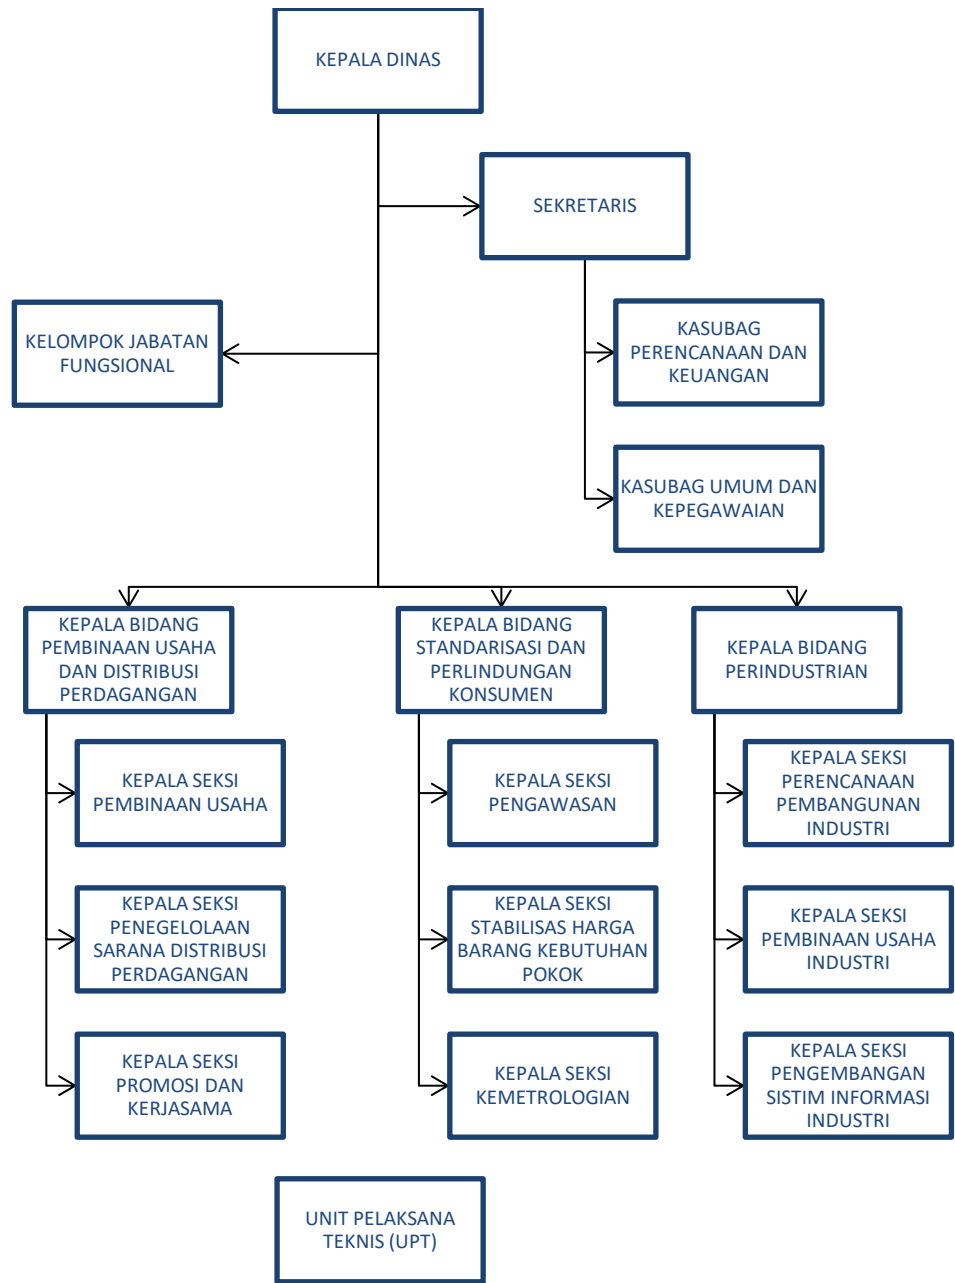 KEPALA DINAS
SEKRETARIS
KELOMPOK JABATAN
FUNGSIONAL
KASUBAG
PERENCANAAN DAN
KEUANGAN
KASUBAG UMUM DAN
KEPEGAWAIAN
KEPALA BIDANG
PEMBINAAN USAHA
DAN DISTRIBUSI
PERDAGANGAN
KEPALA BIDANG
STANDARISASI DAN
PERLINDUNGAN
KONSUMEN
KEPALA BIDANG
PERINDUSTRIAN
KEPALA SEKSI
PEMBINAAN USAHA
KEPALA SEKSI
PENGAWASAN
KEPALA SEKSI
PERENCANAAN
PEMBANGUNAN
INDUSTRI
KEPALA SEKSI
PENEGELOLAAN
SARANA DISTRIBUSI
PERDAGANGAN
KEPALA SEKSI
STABILISAS HARGA
BARANG KEBUTUHAN
POKOK
KEPALA SEKSI
PEMBINAAN USAHA
INDUSTRI
KEPALA SEKSI
PROMOSI DAN
KERJASAMA
KEPALA SEKSI
KEMETROLOGIAN
KEPALA SEKSI
PENGEMBANGAN
SISTIM INFORMASI
INDUSTRI
UNIT PELAKSANA
TEKNIS (UPT)